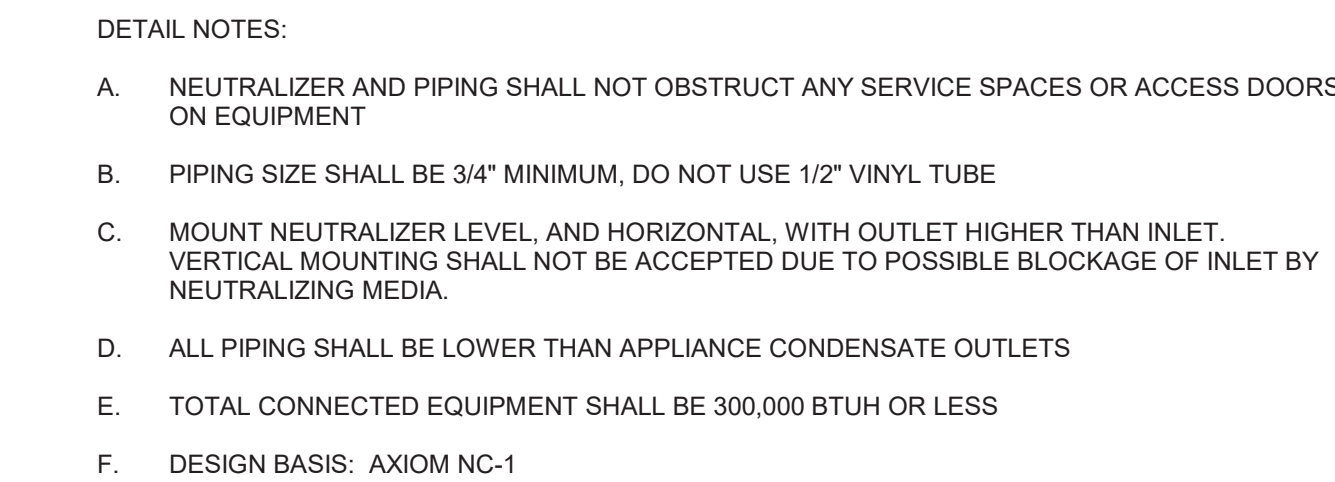 DETAIL NOTES:
A. NEUTRALIZER AND PIPING SHALL NOT OBSTRUCT ANY SERVICE SPACES OR ACCESS DOORS
ON EQUIPMENT
B. PIPING SIZE SHALL BE 3/4" MINIMUM, DO NOT USE 1/2" VINYL TUBE
C. MOUNT NEUTRALIZER LEVEL, AND HORIZONTAL, WITH OUTLET HIGHER THAN INLET.
VERTICAL MOUNTING SHALL NOT BE ACCEPTED DUE TO POSSIBLE BLOCKAGE OF INLET BY
NEUTRALIZING MEDIA.
D. ALL PIPING SHALL BE LOWER THAN APPLIANCE CONDENSATE OUTLETS
E. TOTAL CONNECTED EQUIPMENT SHALL BE 300,000 BTUH OR LESS
F. DESIGN BASIS: AXIOM NC-1